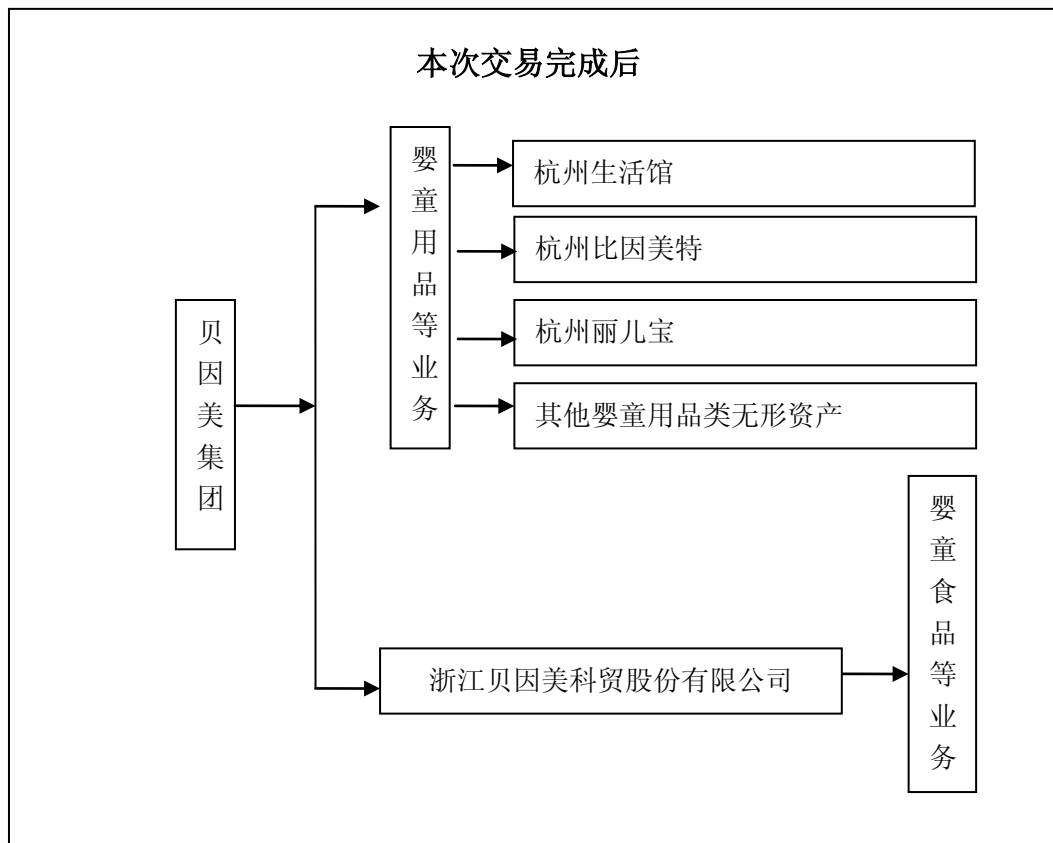 本次交易完成后
贝因美集团
婴童用品等业务
杭州生活馆
杭州比因美特
杭州丽儿宝
其他婴童用品类无形资产
浙江贝因美科贸股份有限公司
婴童食品等业务